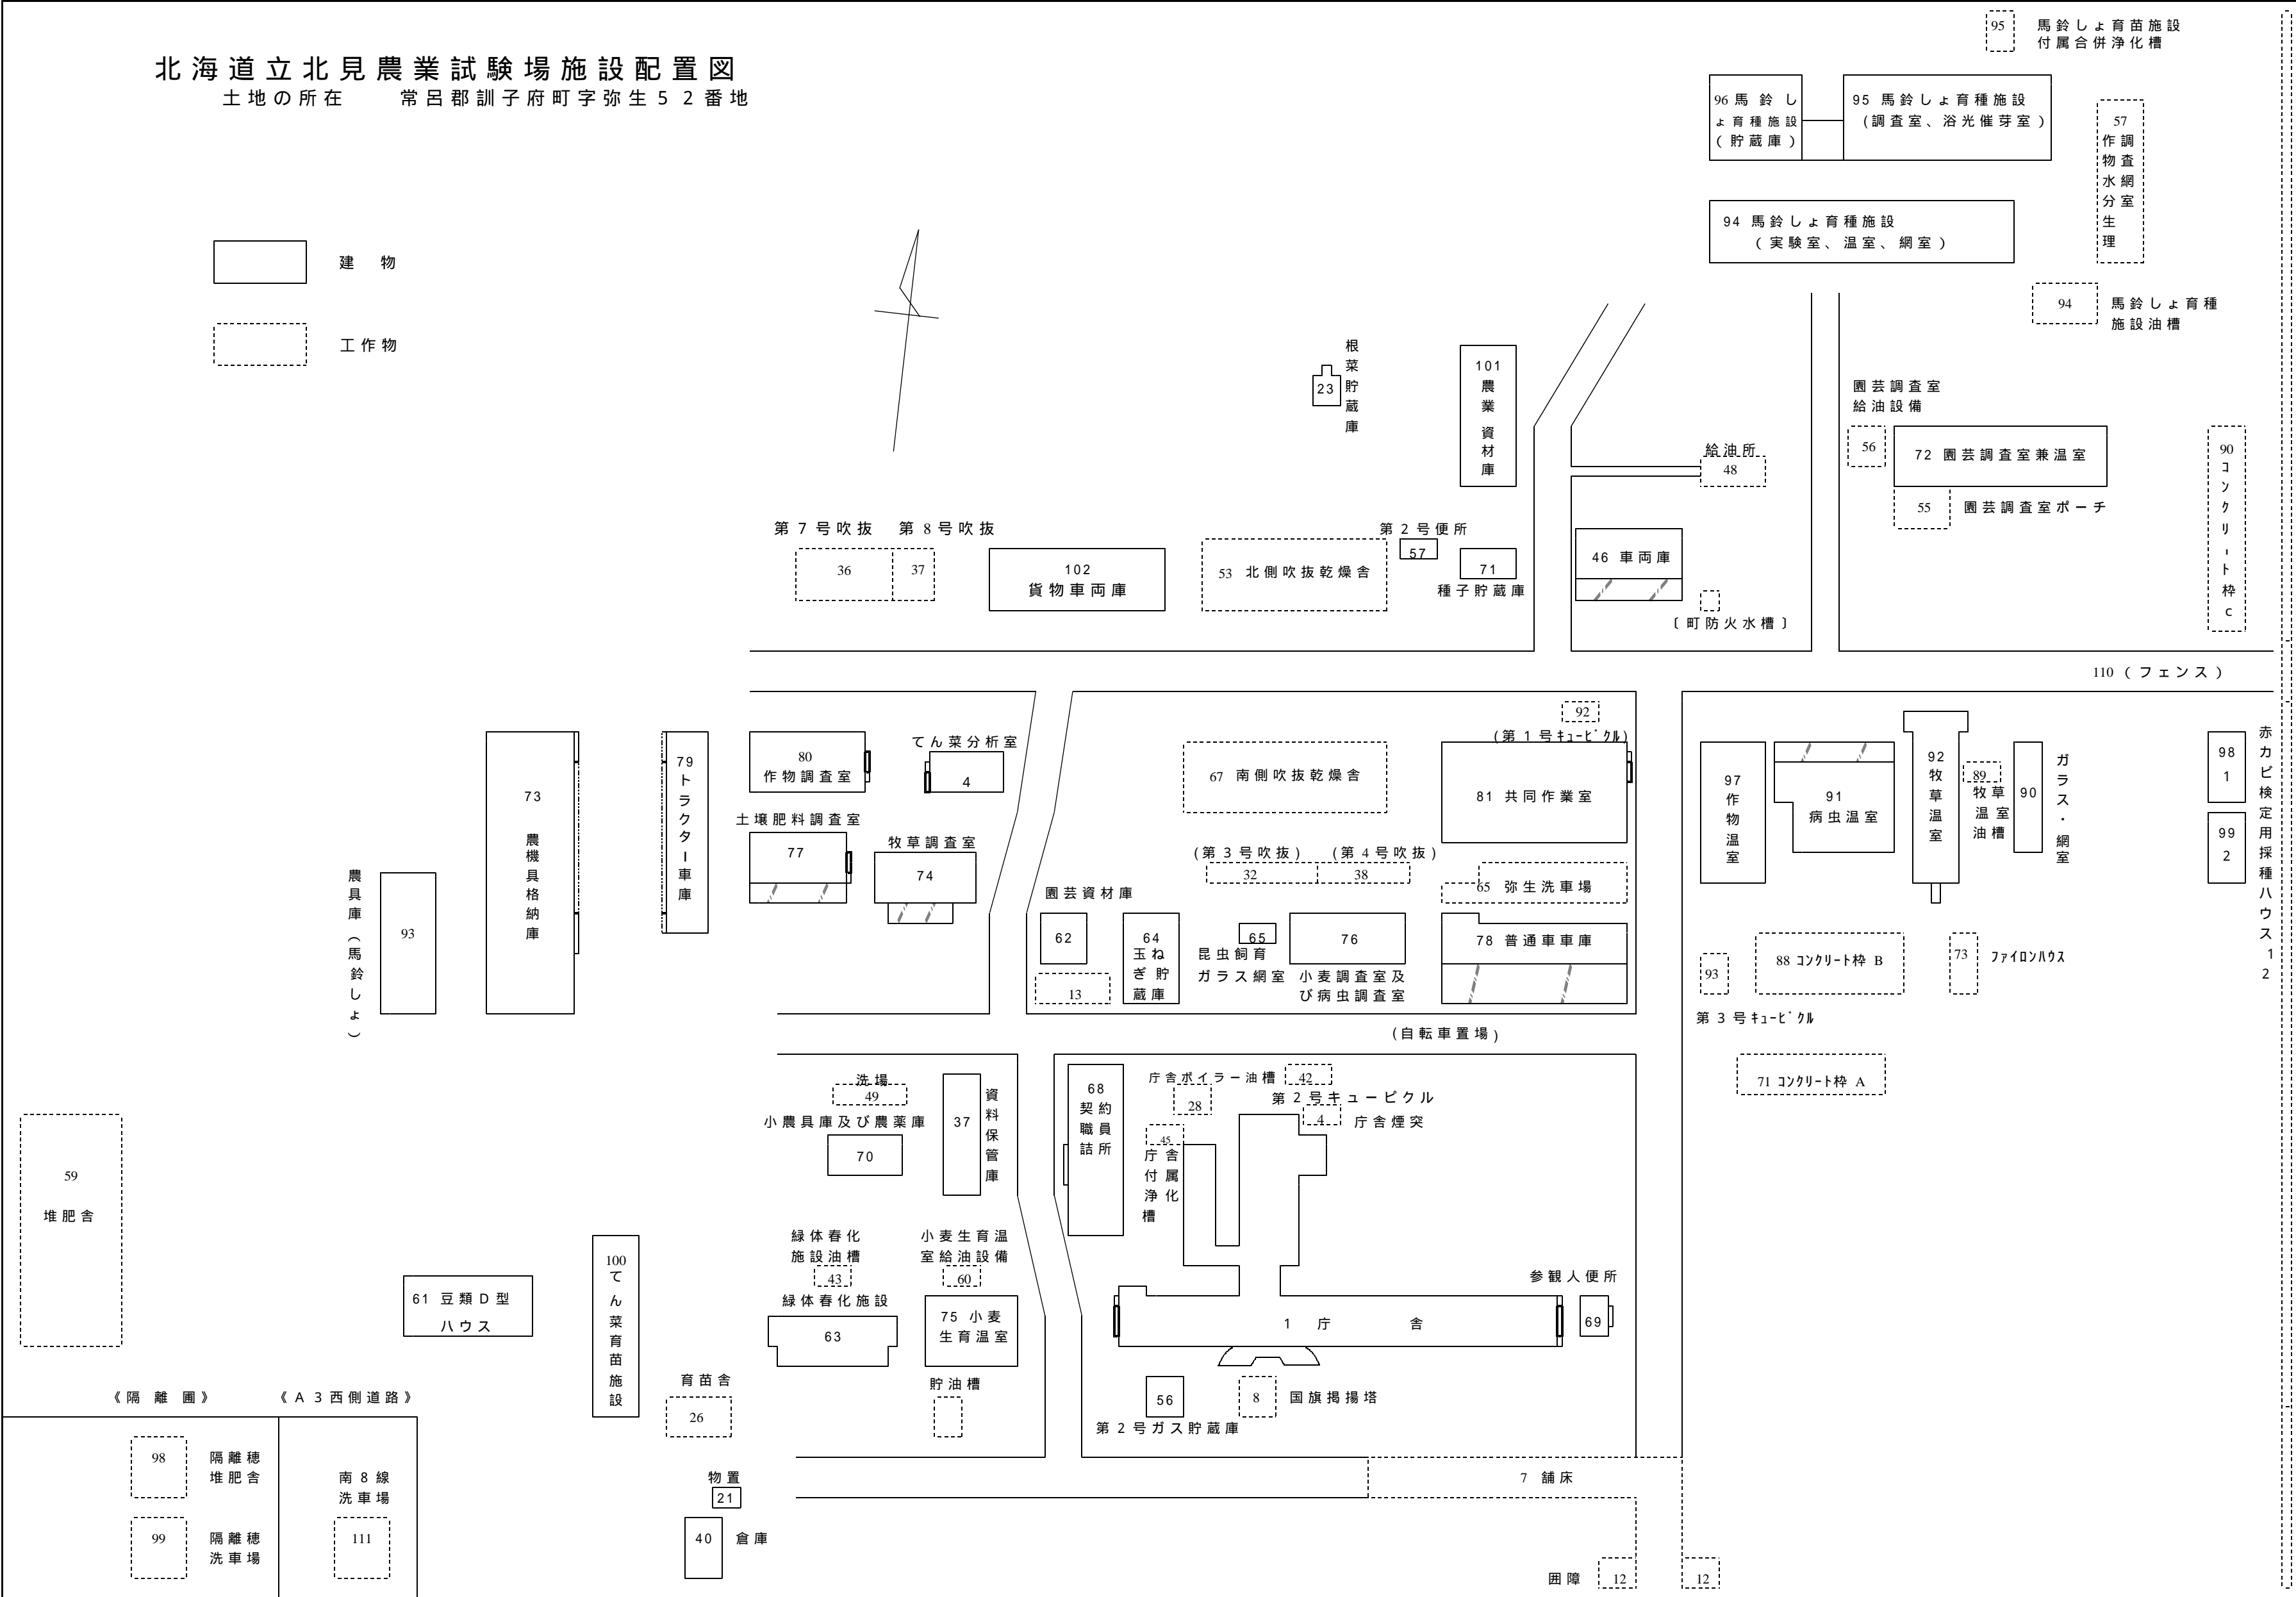 北海道立北見農業試験場施設配置図
土地の所在　常呂郡訓子府町字弥生５２番地
建物
工作物
95
馬鈴しょ育苗施設
付属合併浄化槽
96 馬鈴し
ょ育種施設
(貯蔵庫)
95 馬鈴しょ育種施設
(調査室、浴光催芽室)
57
作物水分生理
調査網室
94 馬鈴しょ育種施設
(実験室、温室、網室)
94
馬鈴しょ育種
施設油槽
23
根菜貯蔵庫
101
農業資材庫
園芸調査室
給油設備
56
72 園芸調査室兼温室
55
園芸調査室ポーチ
90
コンクリート枠c
給油所
48
第7号吹抜
第8号吹抜
36
37
102
貨物車両庫
53 北側吹抜乾燥舎
第2号便所
57
71
種子貯蔵庫
46 車両庫
〔町防火水槽〕
110(フェンス)
73
農機具格納庫
79
トラクター車庫
80
作物調査室
てん菜分析室
4
土壌肥料調査室
77
牧草調査室
74
農具庫(馬鈴しょ)
93
67 南側吹抜乾燥舎
92
(第1号ｷｭｰﾋﾞｸﾙ)
81 共同作業室
(第3号吹抜)
(第4号吹抜)
32
38
65 弥生洗車場
園芸資材庫
62
13
64
玉ね
ぎ貯
蔵庫
65
昆虫飼育
ガラス網室
76
小麦調査室及
び病虫調査室
78 普通車車庫
97
作物温室
91
病虫温室
92
牧草温室
89
牧草
温室
油槽
90
ガラス・網室
98
1
99
2
赤カビ検定用採種ハウス12
93
第3号ｷｭｰﾋﾞｸﾙ
88 ｺﾝｸﾘｰﾄ枠 B
73
ﾌｧｲﾛﾝﾊｳｽ
71 ｺﾝｸﾘｰﾄ枠 A
(自転車置場)
洗場
49
小農具庫及び農薬庫
70
37
資料保管庫
68
契約
職員
詰所
庁舎ボイラー油槽
42
28
第2号キュービクル
4
庁舎煙突
45
庁舎
付属
浄化
槽
59
堆肥舎
61 豆類D型
ハウス
100
てん菜育苗施設
緑体春化
施設油槽
43
緑体春化施設
63
小麦生育温
室給油設備
60
75 小麦
生育温室
参観人便所
69
1 庁舎
育苗舎
26
貯油槽
56
第2号ガス貯蔵庫
8
国旗掲揚塔
《隔離圃》
《A3西側道路》
98
隔離穂
堆肥舎
99
隔離穂
洗車場
南8線
洗車場
111
物置
21
40
倉庫
7 舗床
囲障
12
12